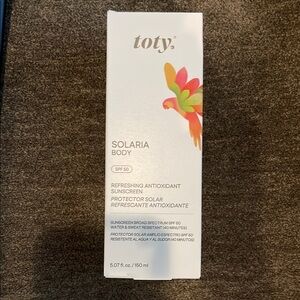 toty
SOLARIA
BODY
SPF 50
REFRESHING ANTIOXIDANT
SUNSCREEN
PROTECTOR SOLAR
REFRESCANTE ANTIOXIDANTE
SUNSCREEN BROAD SPECTRUM SPF 50
WATER & SWEAT RESISTANT (40 MINUTES)
PROTECTOR SOLAR AMPLIO ESPECTRO SPF 50
RESISTENTE AL AGUA Y AL SUDOR (40 MINUTOS)
5.07 fl. oz. / 150 ml